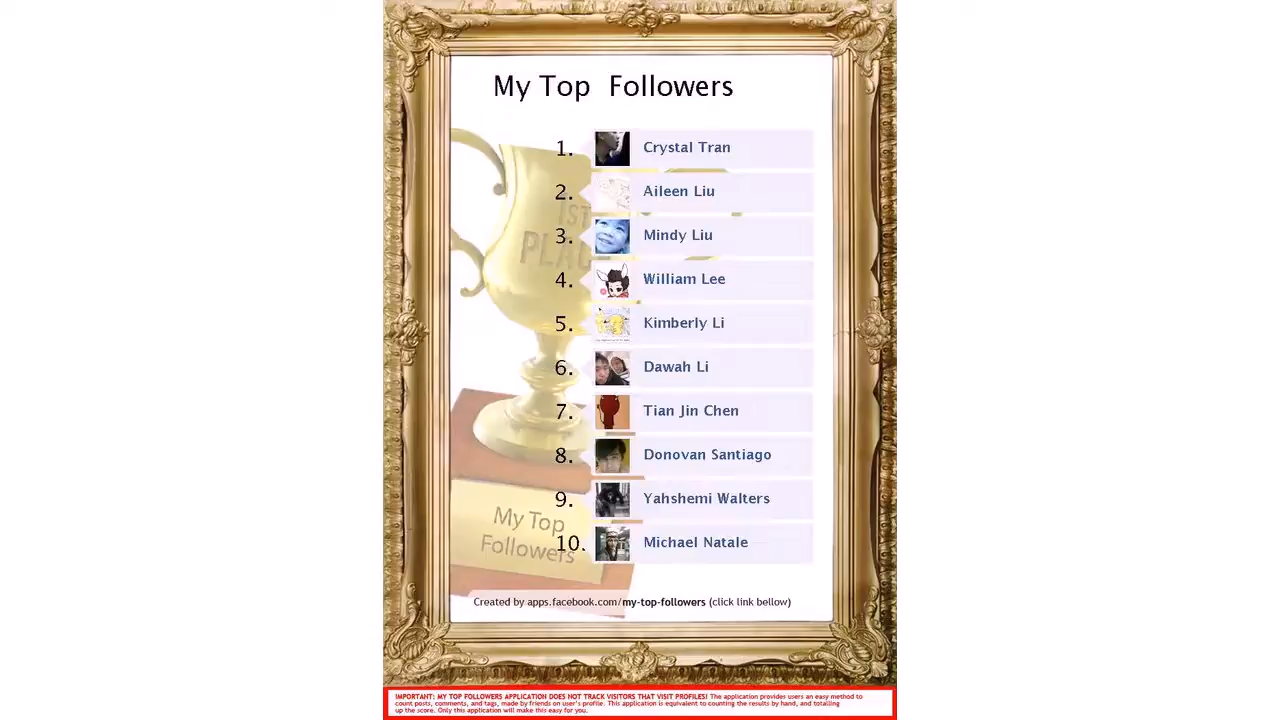 My Top Followers
1. Crystal Tran
2. Aileen Liu
3. Mindy Liu
4. William Lee
5. Kimberly Li
6. Dawah Li
7. Tian Jin Chen
8. Donovan Santiago
9. Yahshemi Walters
10. Michael Natale
1ST
PLAC
My Top
Followers
Created by apps.facebook.com/my-top-followers (click link bellow)
IMPORTANT: MY TOP FOLLOWERS APPLICATION DOES NOT TRACK VISITORS THAT VISIT PROFILES! The application provides users an easy method to
count posts, comments, and tags, made by friends on user's profile. This application is equivalent to counting the results by hand, and totalling
up the score. Only this application will make this easy for you.